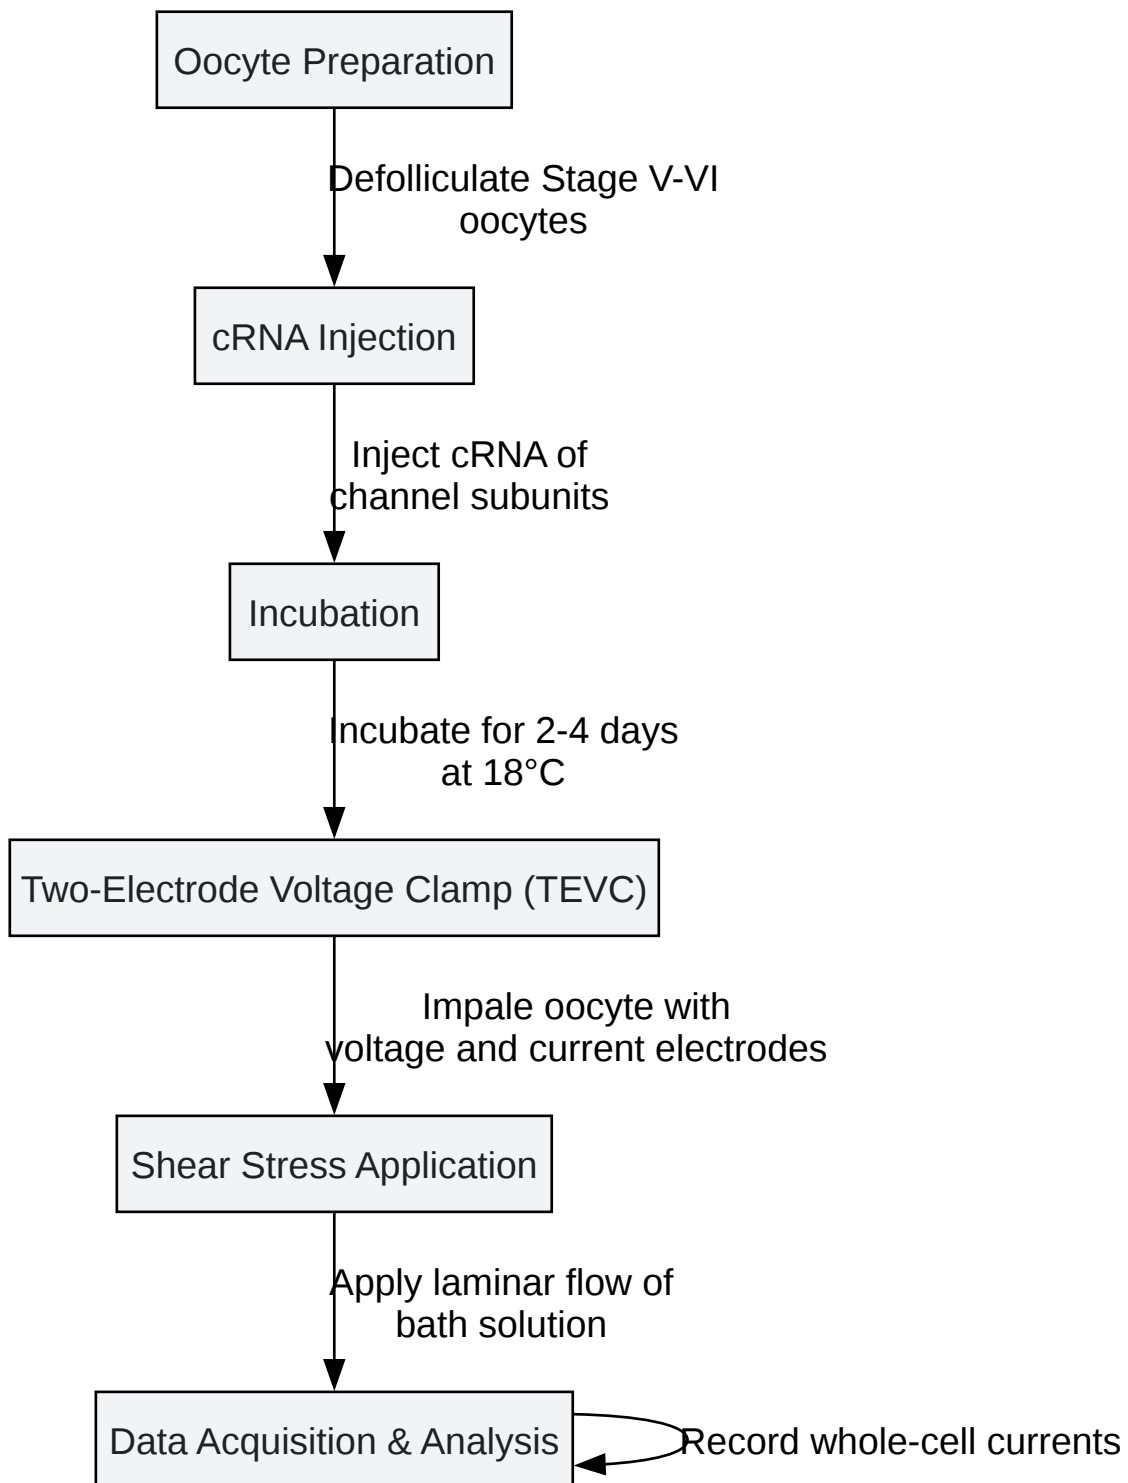 Oocyte Preparation
Defolliculate Stage V-VI
oocytes
cRNA Injection
Inject cRNA of
channel subunits
Incubation
Incubate for 2-4 days
at 18°C
Two-Electrode Voltage Clamp (TEVC)
Impale oocyte with
voltage and current electrodes
Shear Stress Application
Apply laminar flow of
bath solution
Data Acquisition & Analysis
Record whole-cell currents